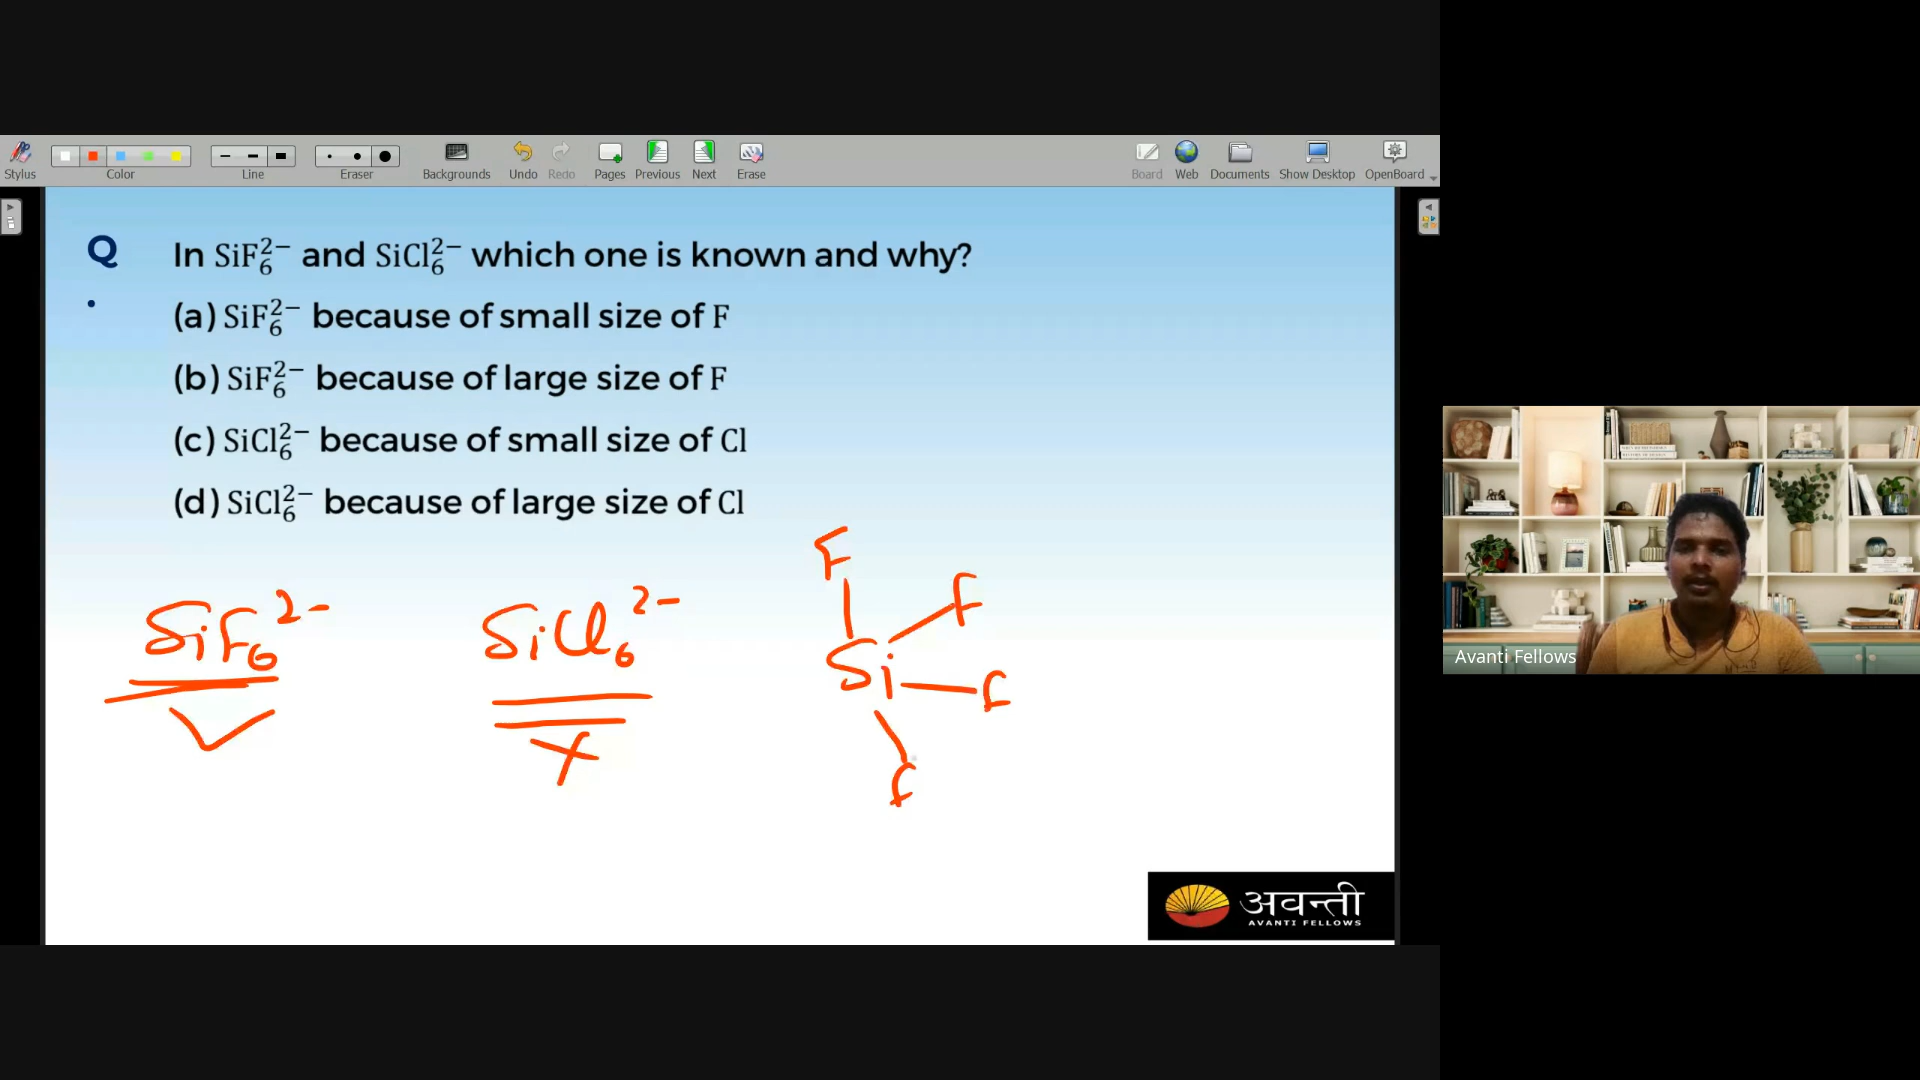 Stylus
Color
Line
Eraser
Backgrounds
Undo
Redo
Pages
Previous
Next
Erase
Board
Web
Documents
Show Desktop
OpenBoard
Q In SiF₆²⁻ and SiCl₆²⁻ which one is known and why?
(a) SiF₆²⁻ because of small size of F
(b) SiF₆²⁻ because of large size of F
(c) SiCl₆²⁻ because of small size of Cl
(d) SiCl₆²⁻ because of large size of Cl
SiF₆²⁻
SiCl₆²⁻
F
F
Si
F
F
Avanti Fellows
अवन्ती
AVANTI FELLOWS